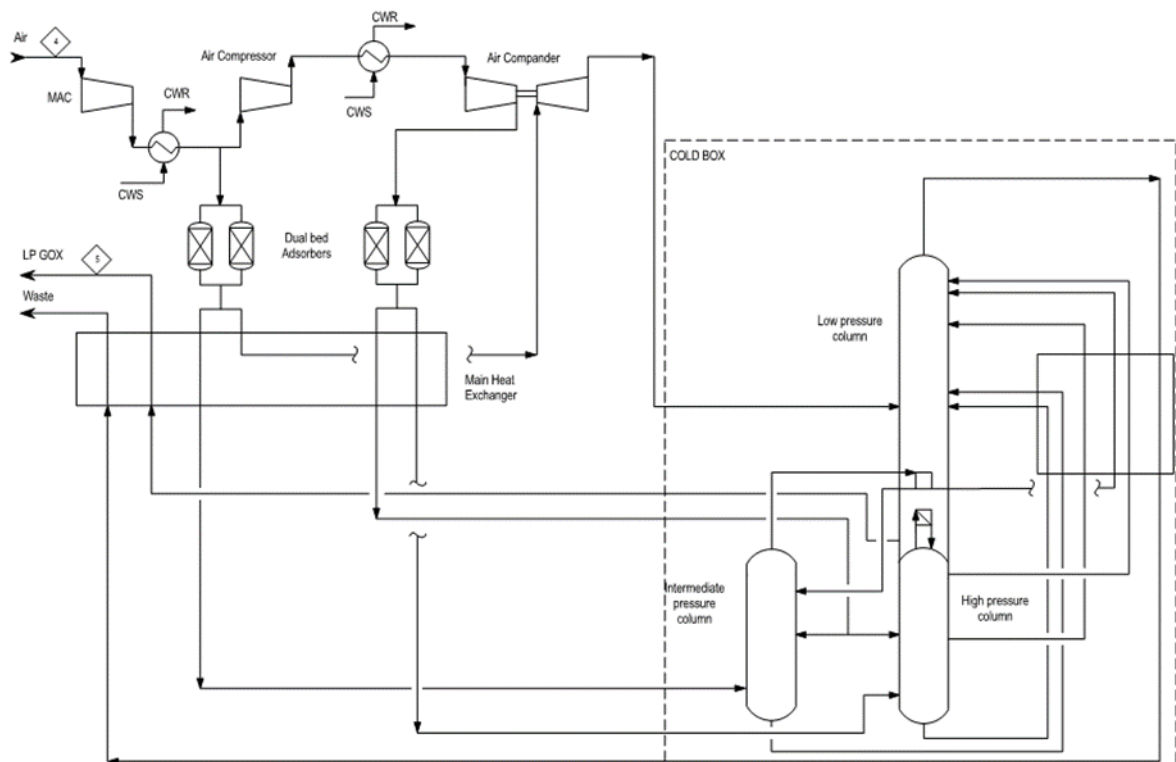 Air
4
CWR
Air Compressor
Air Compander
MAC
CWR
CWS
CWS
COLD BOX
LP GOX
5
Dual bed
Adsorbers
Waste
Low pressure
column
Main Heat
Exchanger
Intermediate
pressure
column
High pressure
column